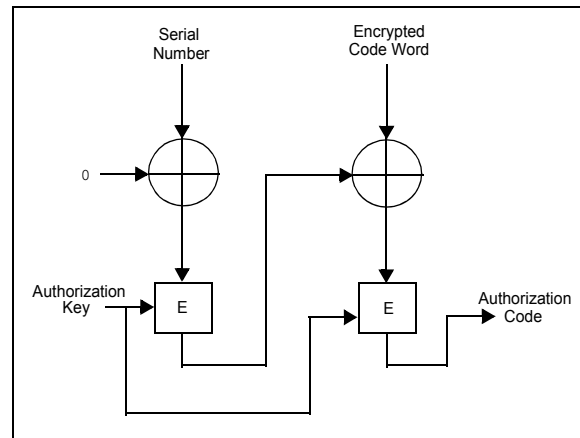 Serial
Number
Encrypted
Code Word
0
Authorization
Key
E
E
Authorization
Code